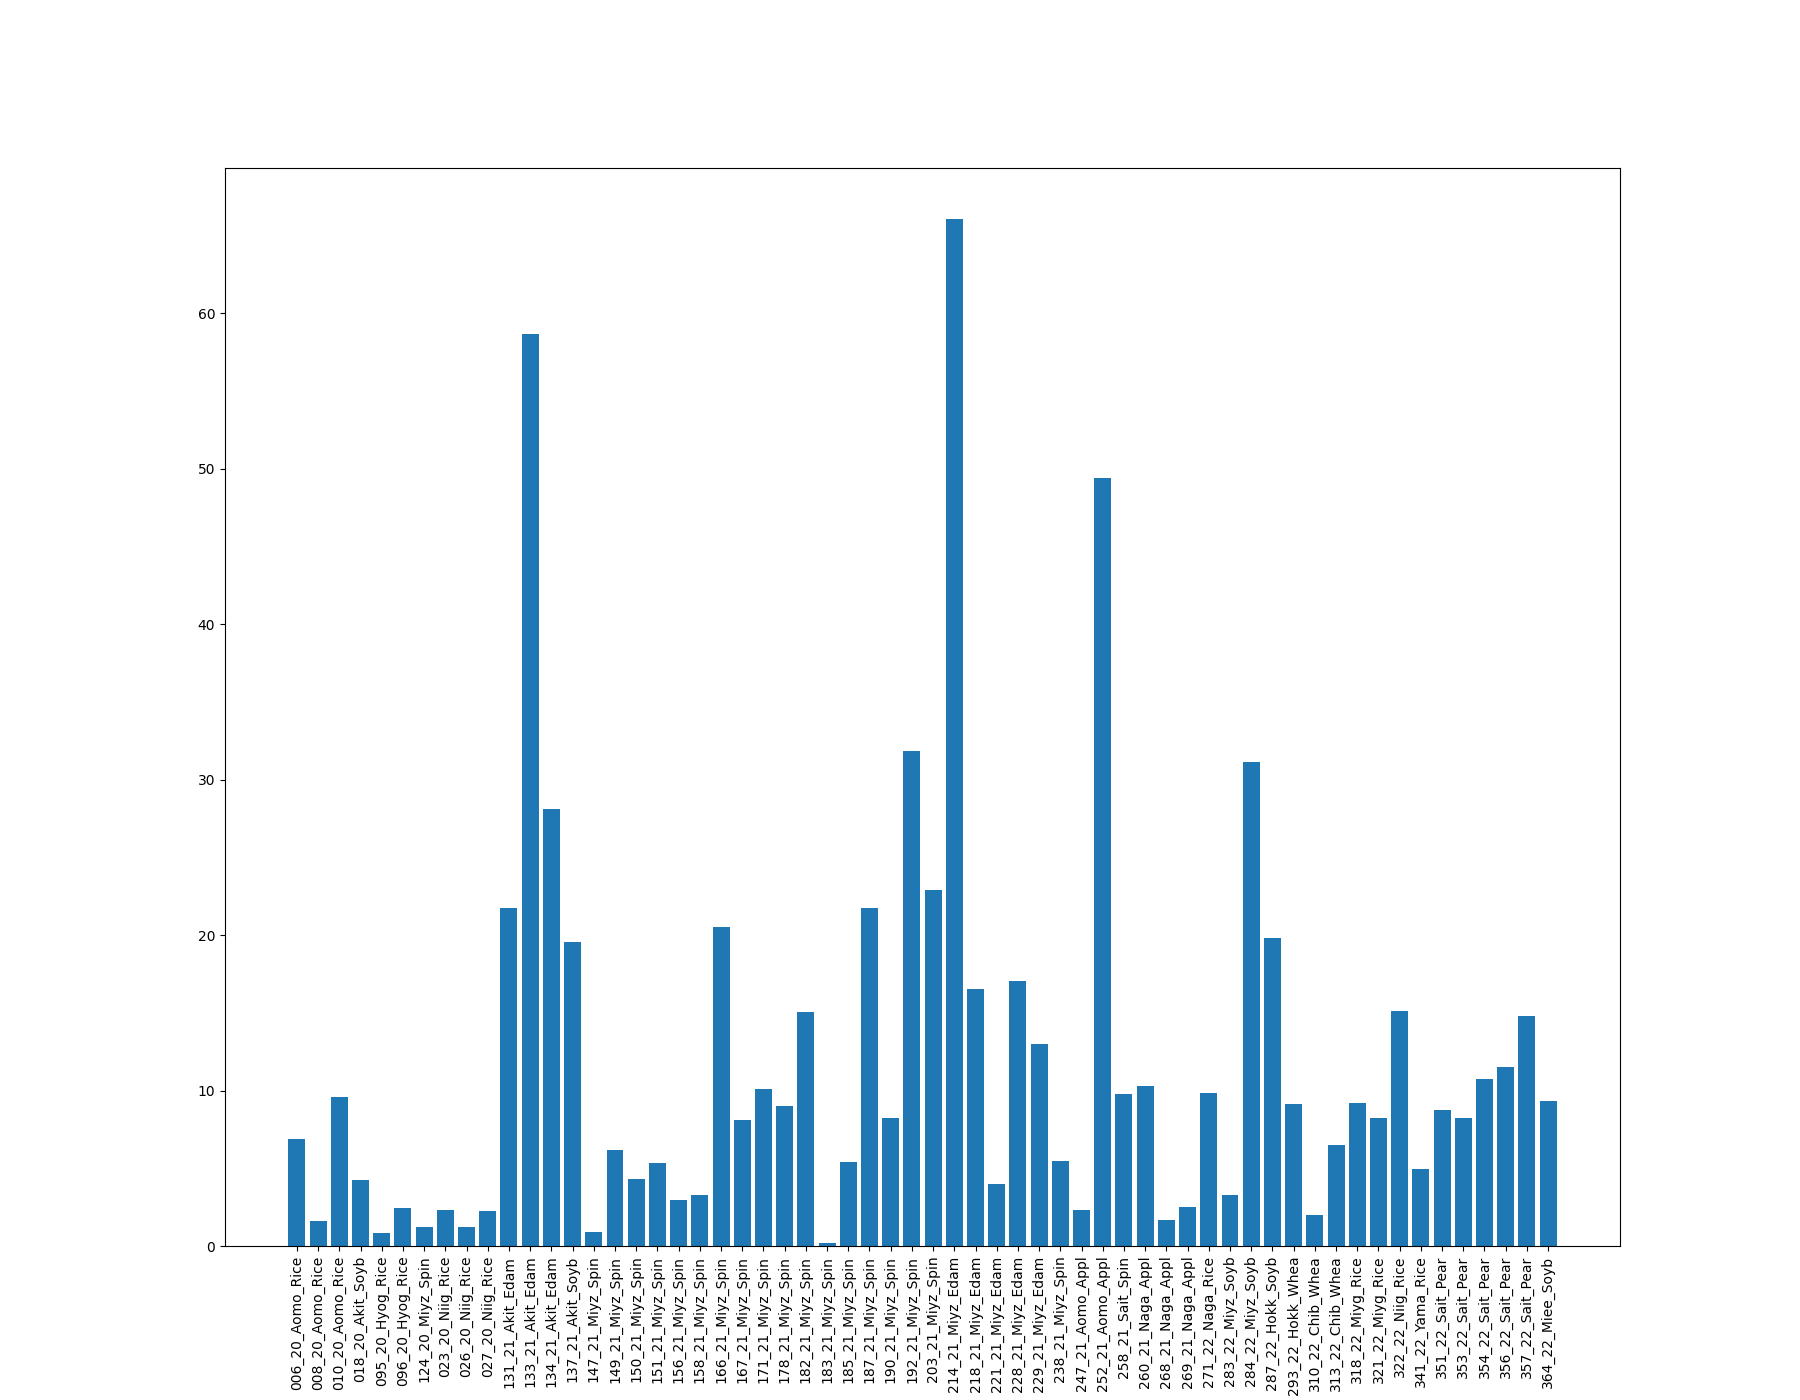 60
50
40
30
20
10
0
006_20_Aomo_Rice
008_20_Aomo_Rice
010_20_Aomo_Rice
018_20_Akit_Soyb
095_20_Hyog_Rice
096_20_Hyog_Rice
124_20_Miyz_Spin
023_20_Niig_Rice
026_20_Niig_Rice
027_20_Niig_Rice
131_21_Akit_Edam
133_21_Akit_Edam
134_21_Akit_Edam
137_21_Akit_Soyb
147_21_Miyz_Spin
149_21_Miyz_Spin
150_21_Miyz_Spin
151_21_Miyz_Spin
156_21_Miyz_Spin
158_21_Miyz_Spin
166_21_Miyz_Spin
167_21_Miyz_Spin
171_21_Miyz_Spin
178_21_Miyz_Spin
182_21_Miyz_Spin
183_21_Miyz_Spin
185_21_Miyz_Spin
187_21_Miyz_Spin
190_21_Miyz_Spin
192_21_Miyz_Spin
203_21_Miyz_Spin
214_21_Miyz_Edam
218_21_Miyz_Edam
221_21_Miyz_Edam
228_21_Miyz_Edam
229_21_Miyz_Edam
238_21_Miyz_Spin
247_21_Aomo_Appl
252_21_Aomo_Appl
258_21_Sait_Spin
260_21_Naga_Appl
268_21_Naga_Appl
269_21_Naga_Appl
271_22_Naga_Rice
283_22_Miyz_Soyb
284_22_Miyz_Soyb
287_22_Hokk_Soyb
293_22_Hokk_Whea
310_22_Chib_Whea
313_22_Chib_Whea
318_22_Miyg_Rice
321_22_Miyg_Rice
322_22_Niig_Rice
341_22_Yama_Rice
351_22_Sait_Pear
353_22_Sait_Pear
354_22_Sait_Pear
356_22_Sait_Pear
357_22_Sait_Pear
364_22_Miee_Soyb